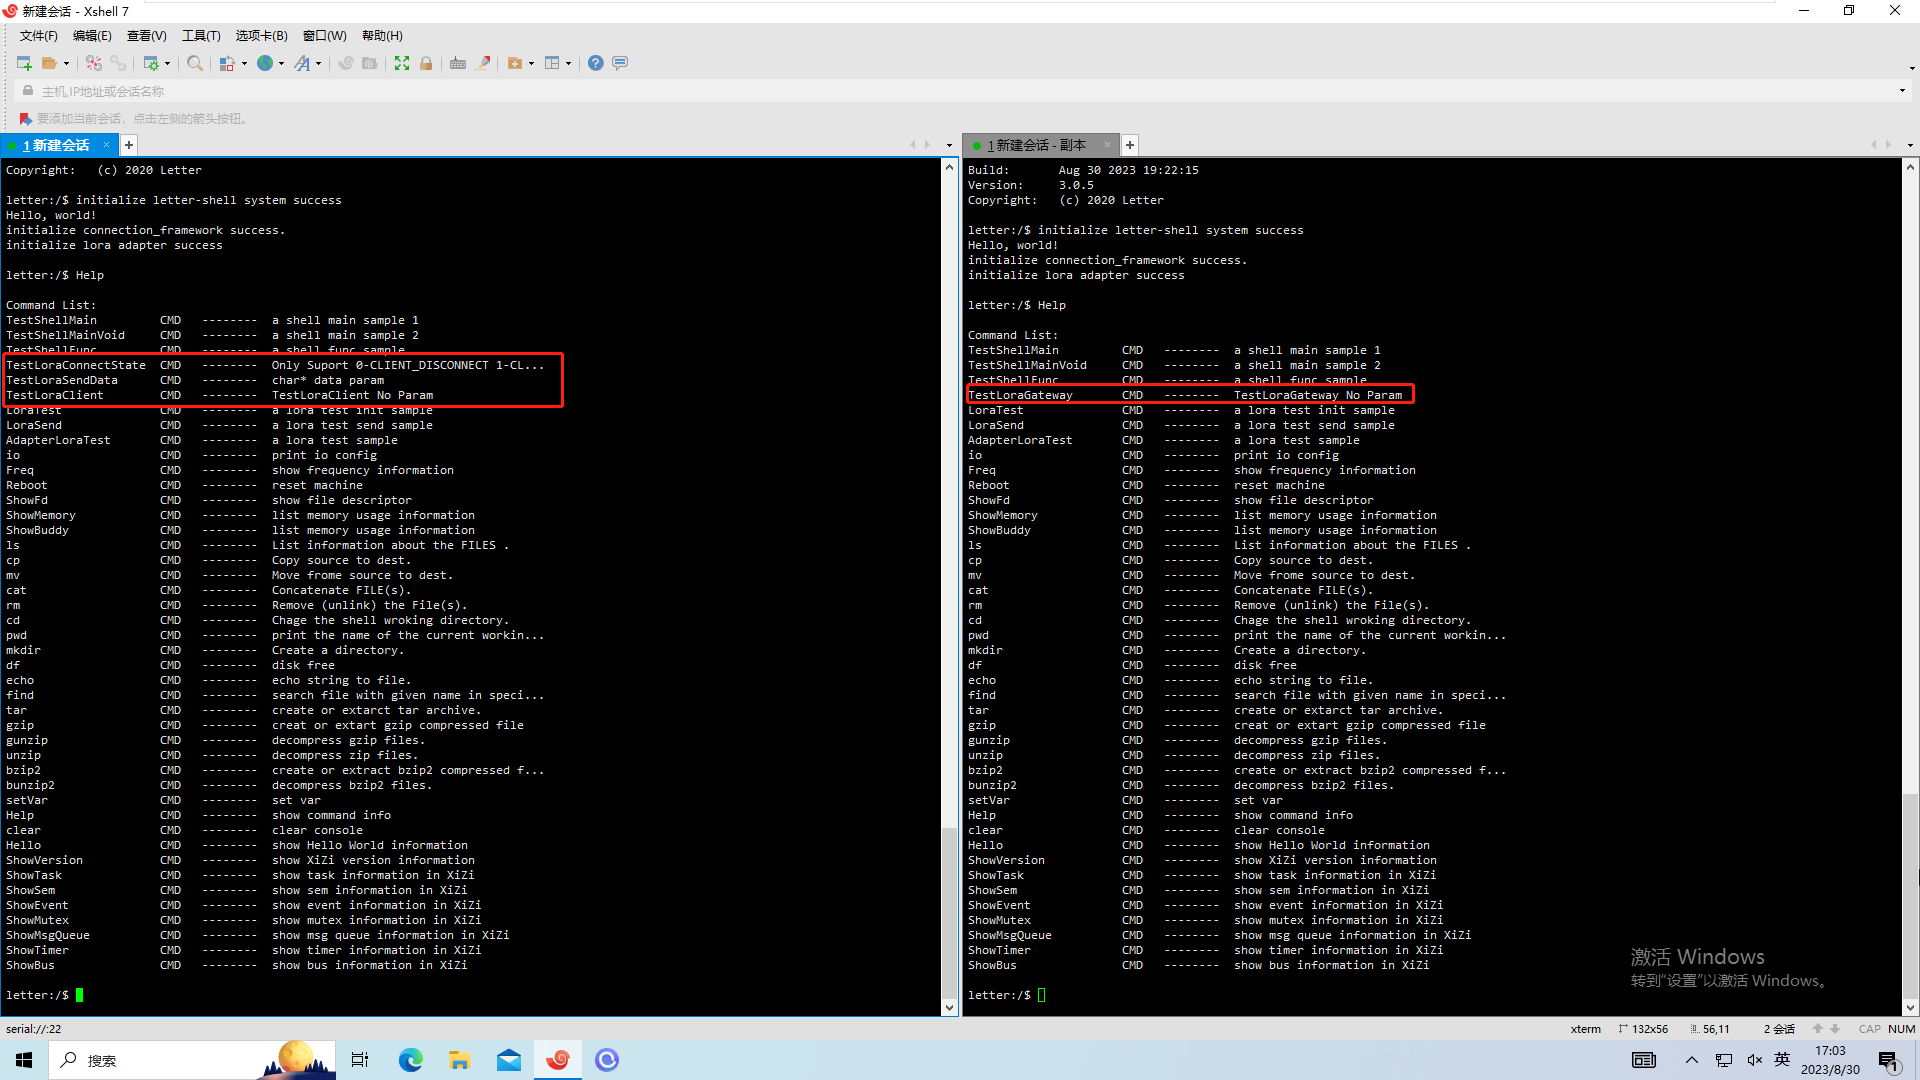 新建会话 - Xshell 7
文件(F) 编辑(E) 查看(V) 工具(T) 选项卡(B) 窗口(W) 帮助(H)
主机,IP地址或会话名称
要添加当前会话，点击左侧的箭头按钮。
1 新建会话 × +
Copyright: (c) 2020 Letter
letter:/$ initialize letter-shell system success
Hello, world!
initialize connection_framework success.
initialize lora adapter success
letter:/$ Help
Command List:
TestShellMain CMD -------- a shell main sample 1
TestShellMainVoid CMD -------- a shell main sample 2
TestShellFunc CMD -------- a shell func sample
TestLoraConnectState CMD -------- Only Suport 0-CLIENT_DISCONNECT 1-CL...
TestLoraSendData CMD -------- char* data param
TestLoraClient CMD -------- TestLoraClient No Param
LoraTest CMD -------- a lora test init sample
LoraSend CMD -------- a lora test send sample
AdapterLoraTest CMD -------- a lora test sample
io CMD -------- print io config
Freq CMD -------- show frequency information
Reboot CMD -------- reset machine
ShowFd CMD -------- show file descriptor
ShowMemory CMD -------- list memory usage information
ShowBuddy CMD -------- list memory usage information
ls CMD -------- List information about the FILES .
cp CMD -------- Copy source to dest.
mv CMD -------- Move frome source to dest.
cat CMD -------- Concatenate FILE(s).
rm CMD -------- Remove (unlink) the File(s).
cd CMD -------- Chage the shell wroking directory.
pwd CMD -------- print the name of the current workin...
mkdir CMD -------- Create a directory.
df CMD -------- disk free
echo CMD -------- echo string to file.
find CMD -------- search file with given name in speci...
tar CMD -------- create or extarct tar archive.
gzip CMD -------- creat or extart gzip compressed file
gunzip CMD -------- decompress gzip files.
unzip CMD -------- decompress zip files.
bzip2 CMD -------- create or extract bzip2 compressed f...
bunzip2 CMD -------- decompress bzip2 files.
setVar CMD -------- set var
Help CMD -------- show command info
clear CMD -------- clear console
Hello CMD -------- show Hello World information
ShowVersion CMD -------- show XiZi version information
ShowTask CMD -------- show task information in XiZi
ShowSem CMD -------- show sem information in XiZi
ShowEvent CMD -------- show event information in XiZi
ShowMutex CMD -------- show mutex information in XiZi
ShowMsgQueue CMD -------- show msg queue information in XiZi
ShowTimer CMD -------- show timer information in XiZi
ShowBus CMD -------- show bus information in XiZi
letter:/$
1 新建会话 - 副本 × +
Build: Aug 30 2023 19:22:15
Version: 3.0.5
Copyright: (c) 2020 Letter
letter:/$ initialize letter-shell system success
Hello, world!
initialize connection_framework success.
initialize lora adapter success
letter:/$ Help
Command List:
TestShellMain CMD -------- a shell main sample 1
TestShellMainVoid CMD -------- a shell main sample 2
TestShellFunc CMD -------- a shell func sample
TestLoraGateway CMD -------- TestLoraGateway No Param
LoraTest CMD -------- a lora test init sample
LoraSend CMD -------- a lora test send sample
AdapterLoraTest CMD -------- a lora test sample
io CMD -------- print io config
Freq CMD -------- show frequency information
Reboot CMD -------- reset machine
ShowFd CMD -------- show file descriptor
ShowMemory CMD -------- list memory usage information
ShowBuddy CMD -------- list memory usage information
ls CMD -------- List information about the FILES .
cp CMD -------- Copy source to dest.
mv CMD -------- Move frome source to dest.
cat CMD -------- Concatenate FILE(s).
rm CMD -------- Remove (unlink) the File(s).
cd CMD -------- Chage the shell wroking directory.
pwd CMD -------- print the name of the current workin...
mkdir CMD -------- Create a directory.
df CMD -------- disk free
echo CMD -------- echo string to file.
find CMD -------- search file with given name in speci...
tar CMD -------- create or extarct tar archive.
gzip CMD -------- creat or extart gzip compressed file
gunzip CMD -------- decompress gzip files.
unzip CMD -------- decompress zip files.
bzip2 CMD -------- create or extract bzip2 compressed f...
bunzip2 CMD -------- decompress bzip2 files.
setVar CMD -------- set var
Help CMD -------- show command info
clear CMD -------- clear console
Hello CMD -------- show Hello World information
ShowVersion CMD -------- show XiZi version information
ShowTask CMD -------- show task information in XiZi
ShowSem CMD -------- show sem information in XiZi
ShowEvent CMD -------- show event information in XiZi
ShowMutex CMD -------- show mutex information in XiZi
ShowMsgQueue CMD -------- show msg queue information in XiZi
ShowTimer CMD -------- show timer information in XiZi
ShowBus CMD -------- show bus information in XiZi
letter:/$
激活 Windows
转到"设置"以激活 Windows。
serial://:22 xterm 132x56 56,11 2 会话 CAP NUM
搜索 英 17:03
2023/8/30
1